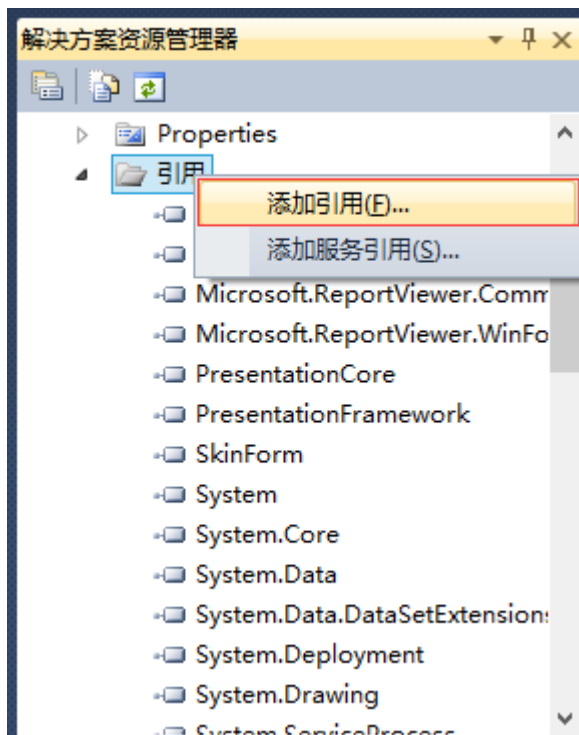 解决方案资源管理器
Properties
引用
添加引用(F)...
添加服务引用(S)...
Microsoft.ReportViewer.Comm
Microsoft.ReportViewer.WinFo
PresentationCore
PresentationFramework
SkinForm
System
System.Core
System.Data
System.Data.DataSetExtensions
System.Deployment
System.Drawing
System.ServiceProcess